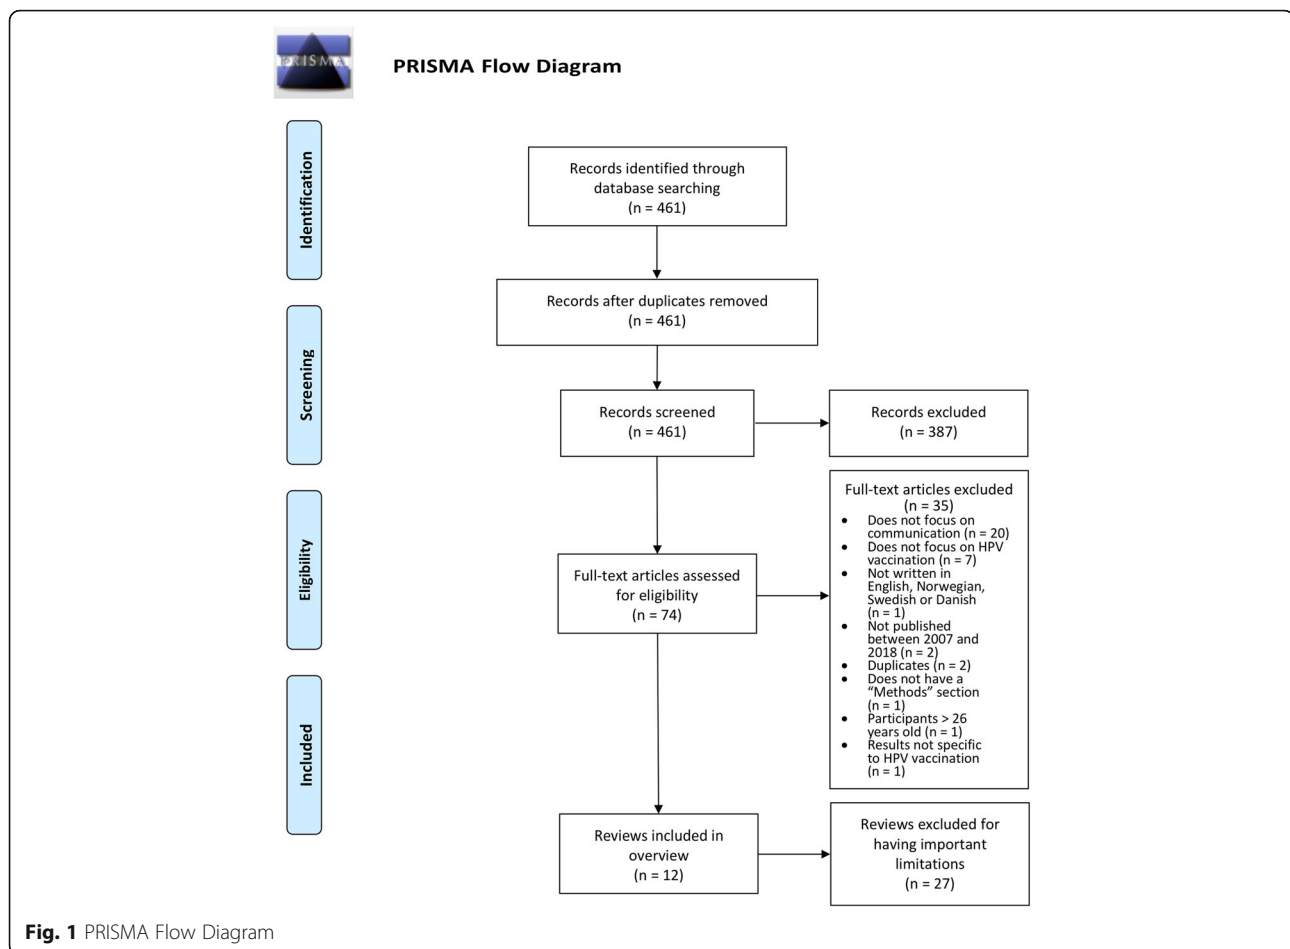 PRISMA
PRISMA Flow Diagram
Identification
Records identified through
database searching
(n = 461)
Records after duplicates removed
(n = 461)
Screening
Records screened
(n = 461)
Records excluded
(n = 387)
Eligibility
Full-text articles assessed
for eligibility
(n = 74)
Full-text articles excluded
(n = 35)
• Does not focus on
communication (n = 20)
• Does not focus on HPV
vaccination (n = 7)
• Not written in
English, Norwegian,
Swedish or Danish
(n = 1)
• Not published
between 2007 and
2018 (n = 2)
• Duplicates (n = 2)
• Does not have a
“Methods” section
(n = 1)
• Participants > 26
years old (n = 1)
• Results not specific
to HPV vaccination
(n = 1)
Included
Reviews included in
overview
(n = 12)
Reviews excluded for
having important
limitations
(n = 27)
Fig. 1 PRISMA Flow Diagram